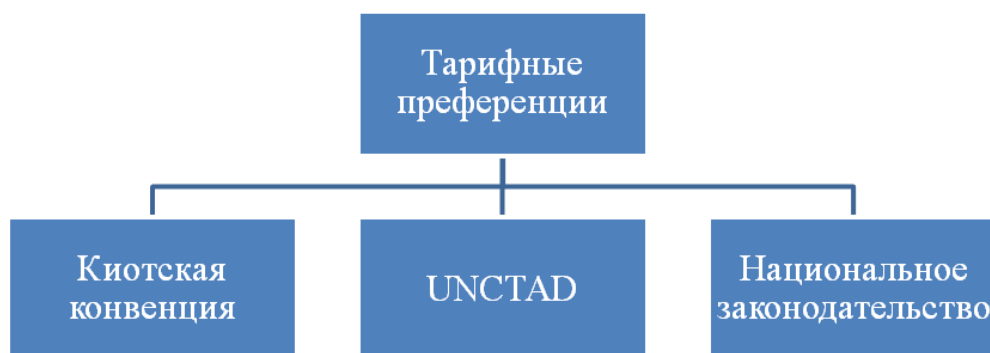 Тарифные
преференции
Киотская
конвенция
UNCTAD
Национальное
законодательство